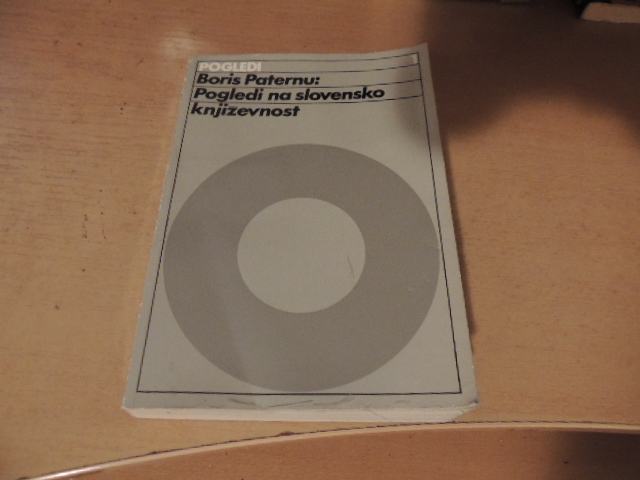 POGLEDI 1
Boris Paternu:
Pogledi na slovensko
književnost